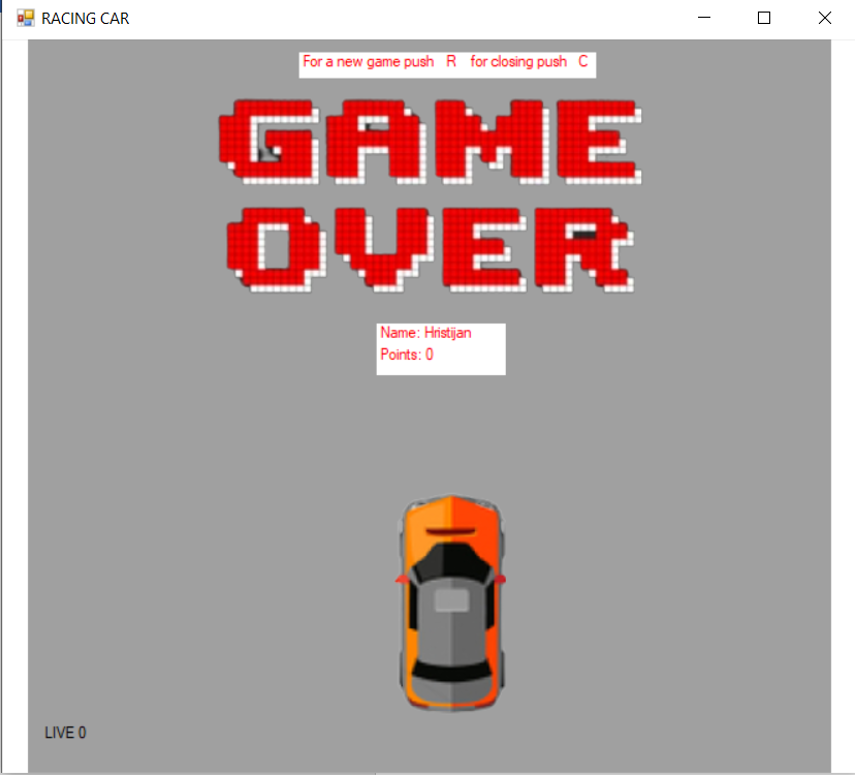 RACING CAR
For a new game push R for closing push C
GAME
OVER
Name: Hristijan
Points: 0
LIVE 0